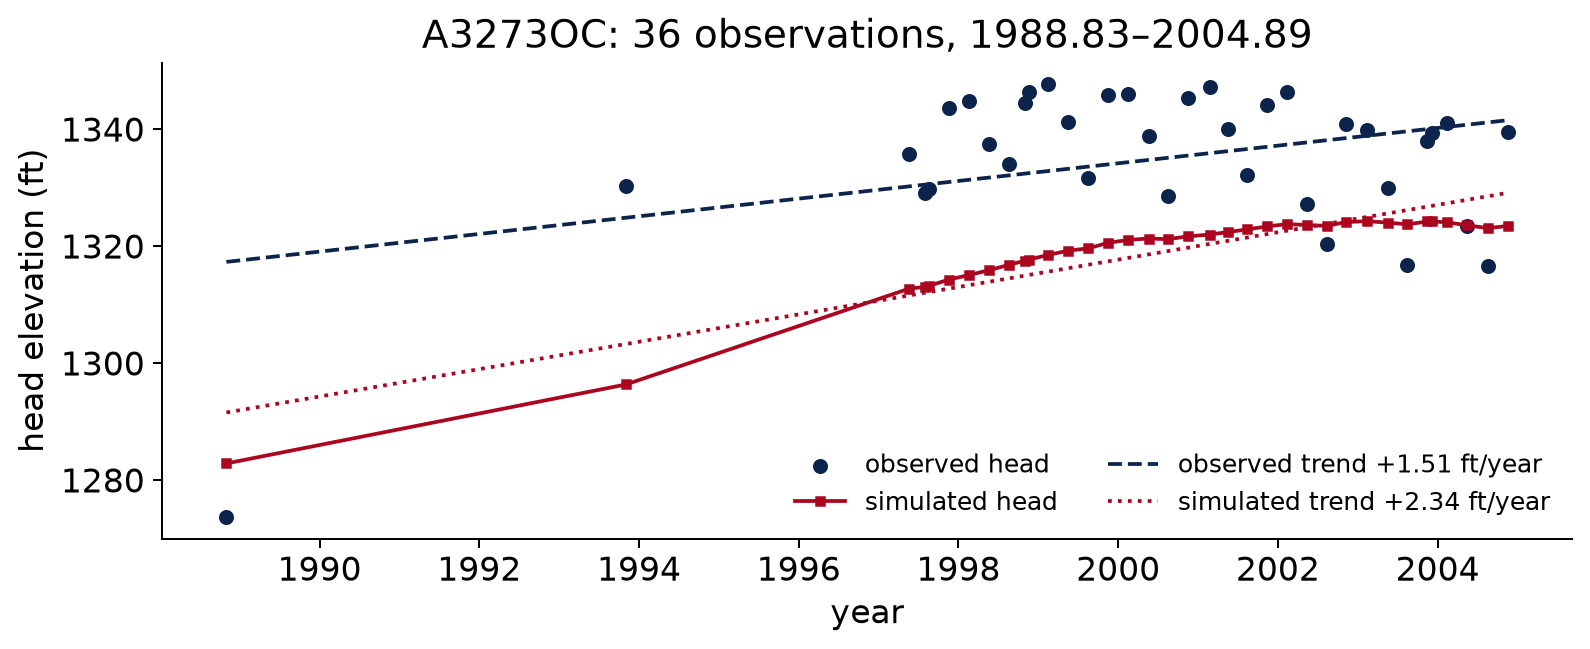 A3273OC: 36 observations, 1988.83–2004.89
head elevation (ft)
1340
1320
1300
1280
observed head
simulated head
observed trend +1.51 ft/year
simulated trend +2.34 ft/year
1990 1992 1994 1996 1998 2000 2002 2004
year